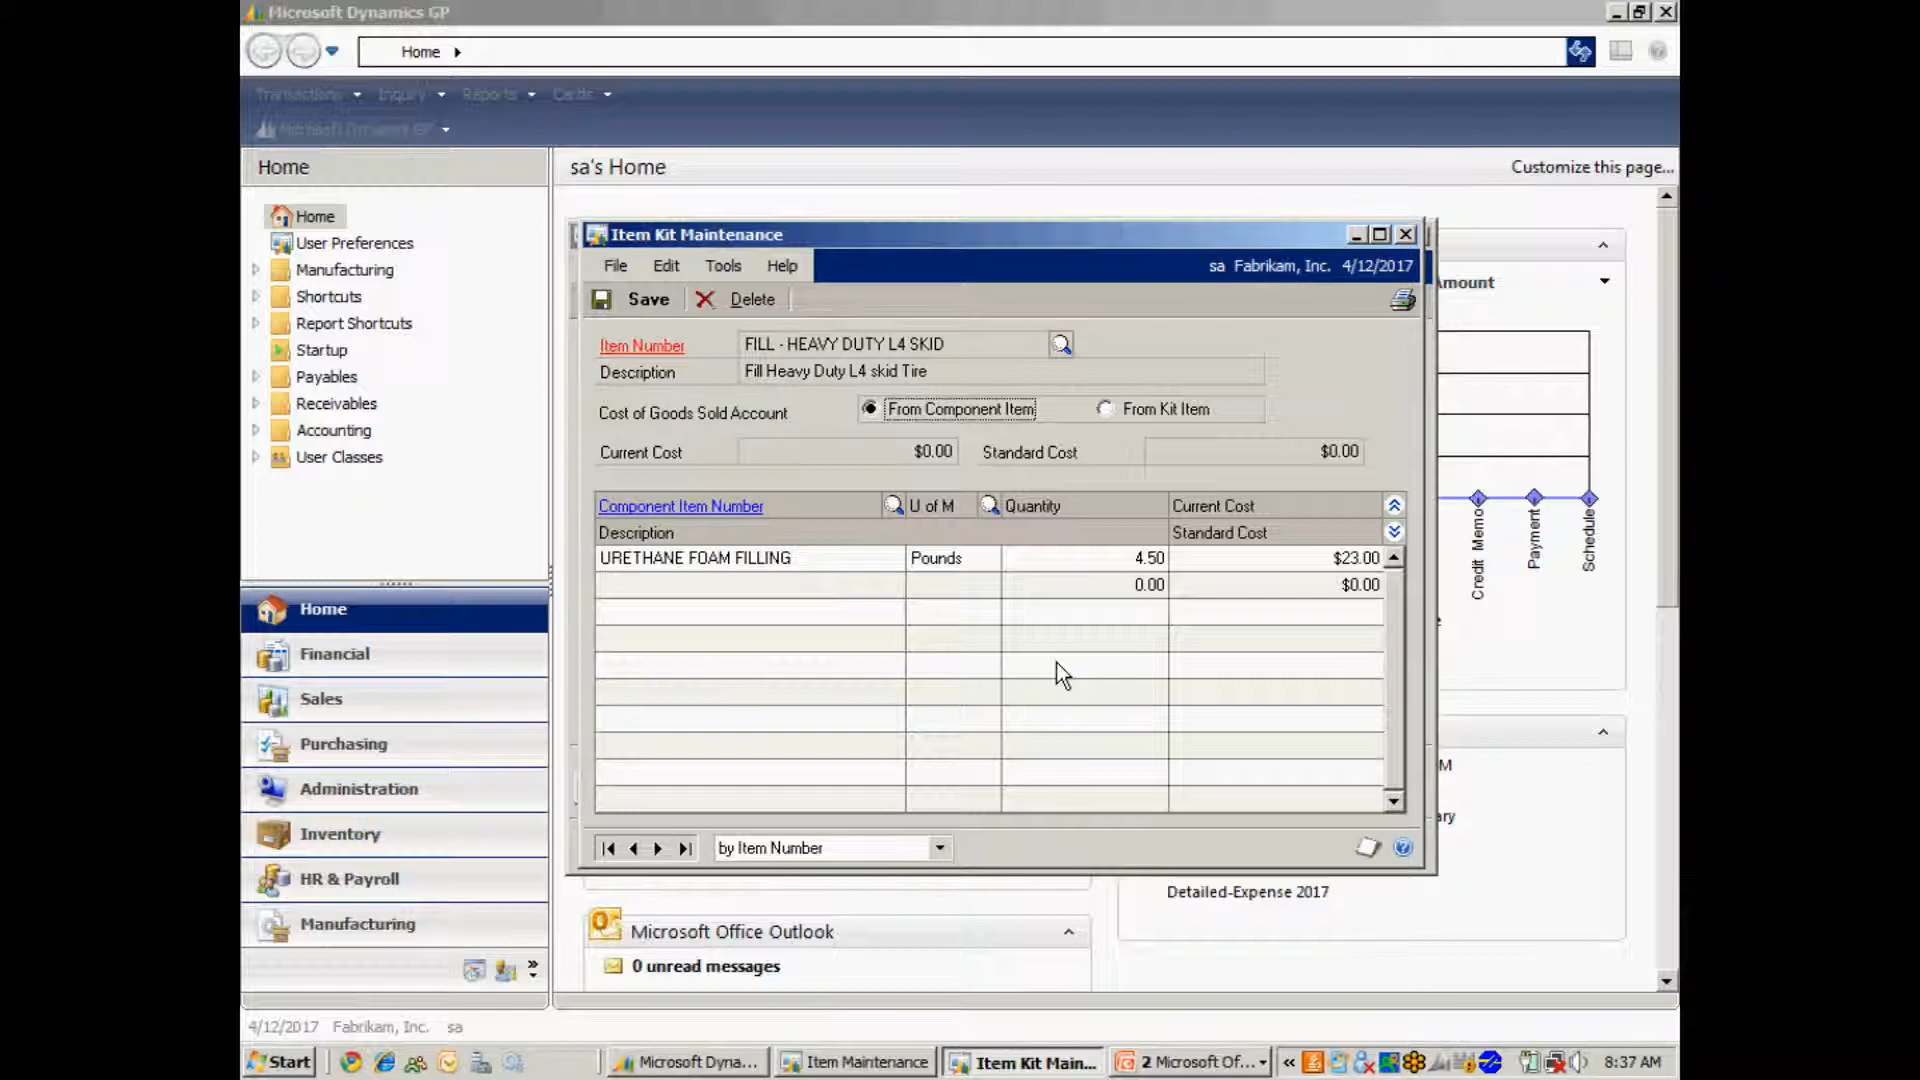 Microsoft Dynamics GP
Home
Transactions Inquiry Reports Cards
Microsoft Dynamics GP
Home
sa's Home
Customize this page...
Home
User Preferences
Manufacturing
Shortcuts
Report Shortcuts
Startup
Payables
Receivables
Accounting
User Classes
Item Kit Maintenance
File Edit Tools Help
sa Fabrikam, Inc. 4/12/2017
Save Delete
Item Number FILL - HEAVY DUTY L4 SKID
Description Fill Heavy Duty L4 skid Tire
Cost of Goods Sold Account From Component Item From Kit Item
Current Cost $0.00 Standard Cost $0.00
Component Item Number U of M Quantity Current Cost
Description Standard Cost
URETHANE FOAM FILLING Pounds 4.50 $23.00
0.00 $0.00
by Item Number
Credit Memo
Payment
Schedule
Home
Financial
Sales
Purchasing
Administration
Inventory
HR & Payroll
Manufacturing
Detailed-Expense 2017
Microsoft Office Outlook
0 unread messages
4/12/2017 Fabrikam, Inc. sa
Start
Microsoft Dyna...
Item Maintenance
Item Kit Main...
2 Microsoft Of...
8:37 AM